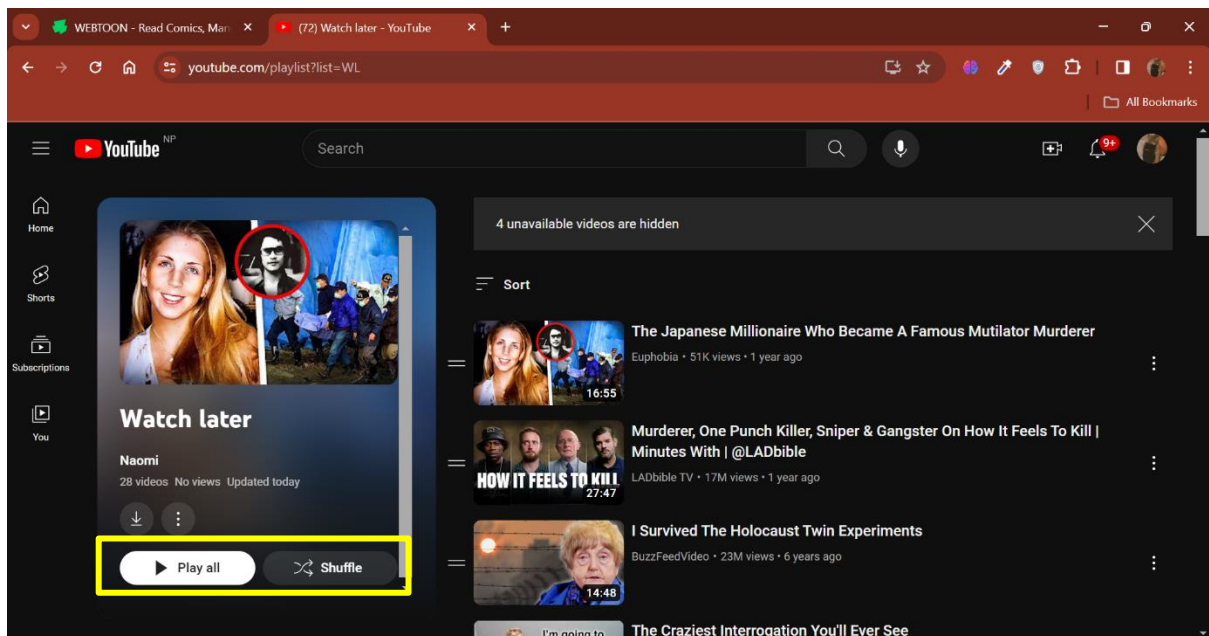 WEBTOON - Read Comics, Man
(72) Watch later - YouTube
youtube.com/playlist?list=WL
All Bookmarks
YouTube NP
Search
9+
Home
Shorts
Subscriptions
You
Watch later
Naomi
28 videos No views Updated today
Play all
Shuffle
4 unavailable videos are hidden
Sort
16:55
The Japanese Millionaire Who Became A Famous Mutilator Murderer
Euphobia • 51K views • 1 year ago
HOW IT FEELS TO KILL
27:47
Murderer, One Punch Killer, Sniper & Gangster On How It Feels To Kill |
Minutes With | @LADbible
LADbible TV • 17M views • 1 year ago
14:48
I Survived The Holocaust Twin Experiments
BuzzFeedVideo • 23M views • 6 years ago
I'm going to
The Craziest Interrogation You'll Ever See